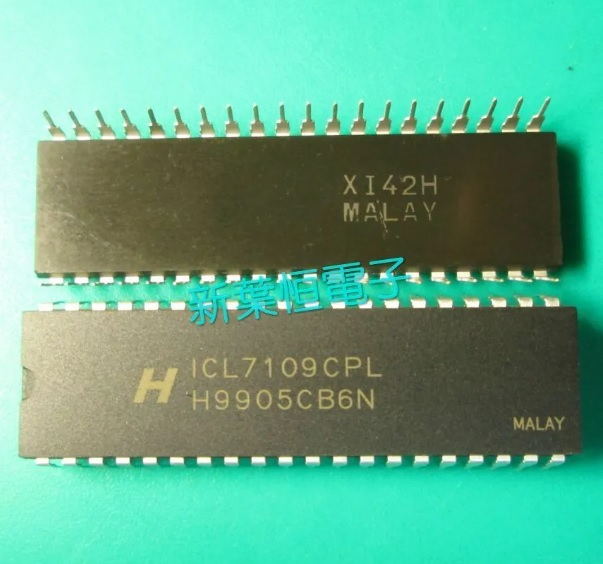 XI42H
MALAY
新葉恒電子
H ICL7109CPL
H9905CB6N
MALAY